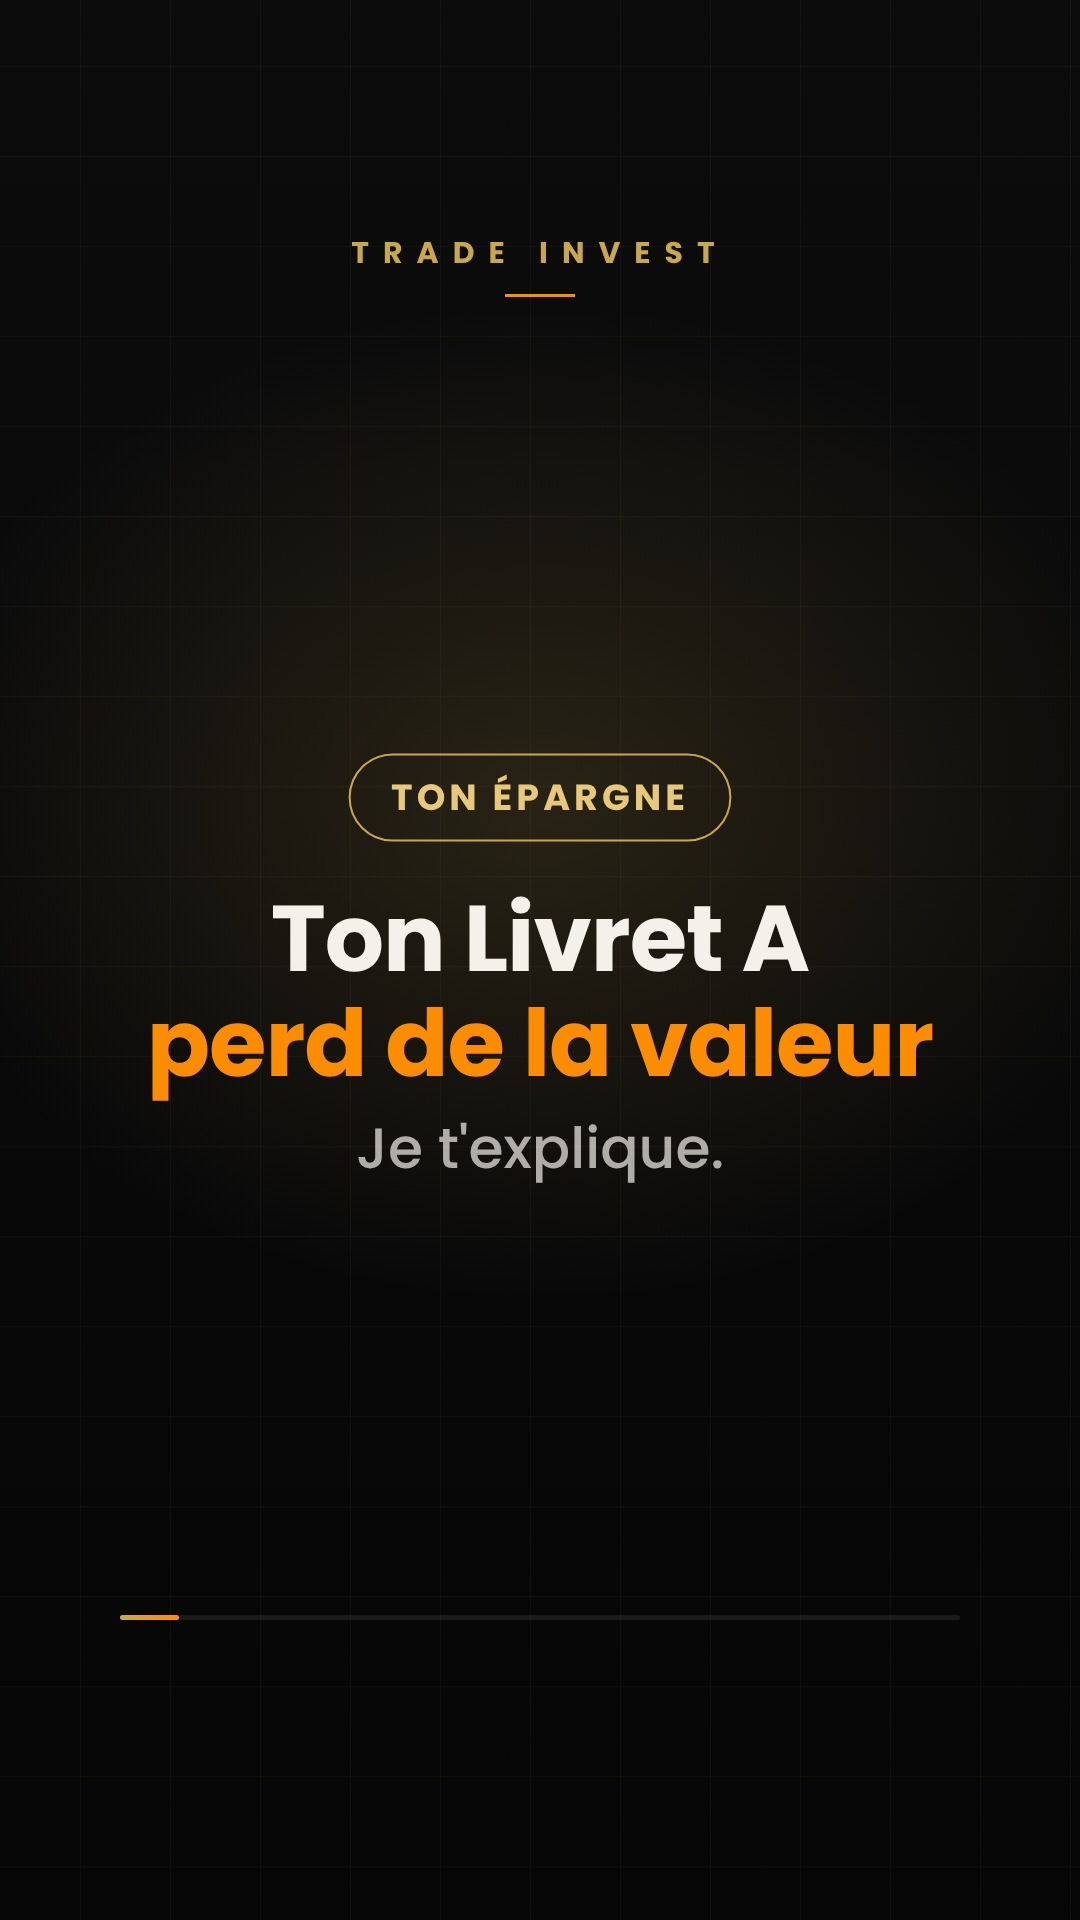 TRADE INVEST
TON ÉPARGNE
Ton Livret A
perd de la valeur
Je t'explique.